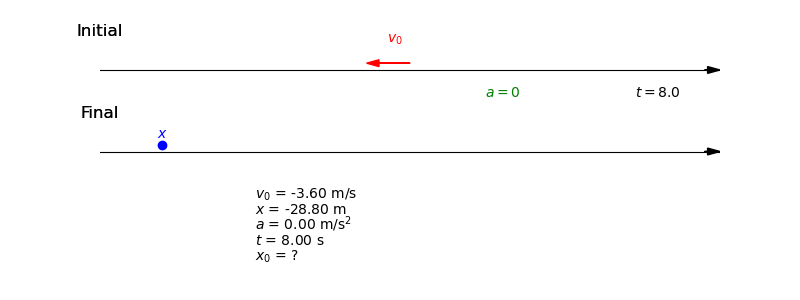 Initial
v₀
a = 0
t = 8.0
Final
x
v₀ = -3.60 m/s
x = -28.80 m
a = 0.00 m/s²
t = 8.00 s
x₀ = ?